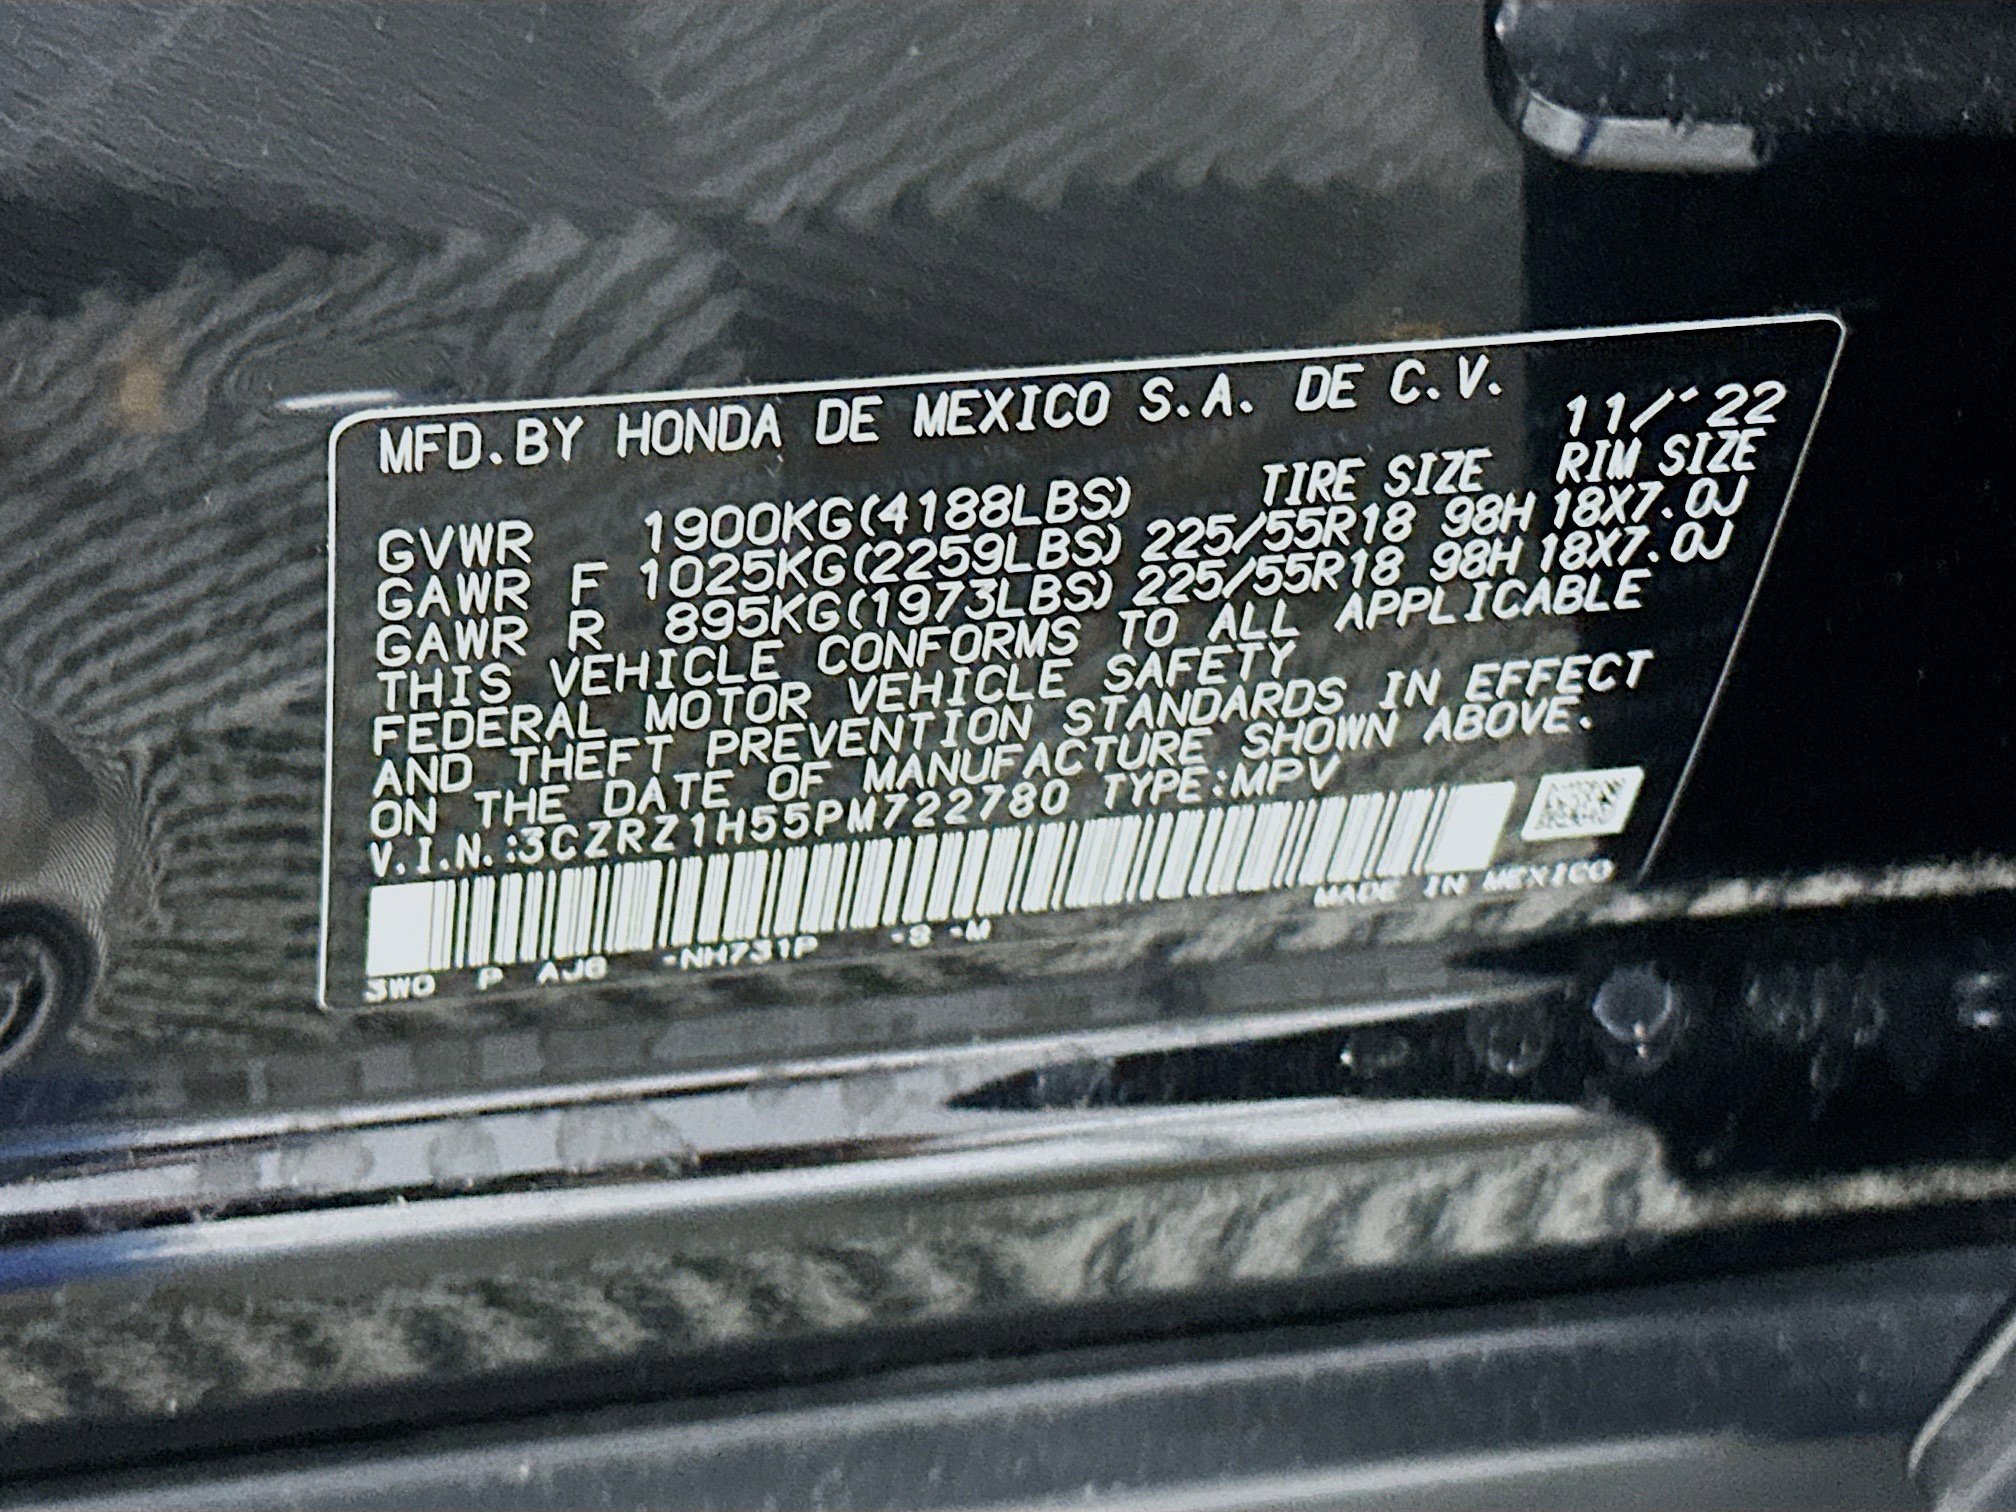 MFD.BY HONDA DE MEXICO S.A. DE C.V.
11/'22
TIRE SIZE RIM SIZE
GVWR 1900KG(4188LBS)
GAWR F 1025KG(2259LBS) 225/55R18 98H 18X7.0J
GAWR R 895KG(1973LBS) 225/55R18 98H 18X7.0J
THIS VEHICLE CONFORMS TO ALL APPLICABLE
FEDERAL MOTOR VEHICLE SAFETY
AND THEFT PREVENTION STANDARDS IN EFFECT
ON THE DATE OF MANUFACTURE SHOWN ABOVE.
V.I.N.:3CZRZ1H55PM722780 TYPE:MPV
MADE IN MEXICO
3W0 P -NH731P